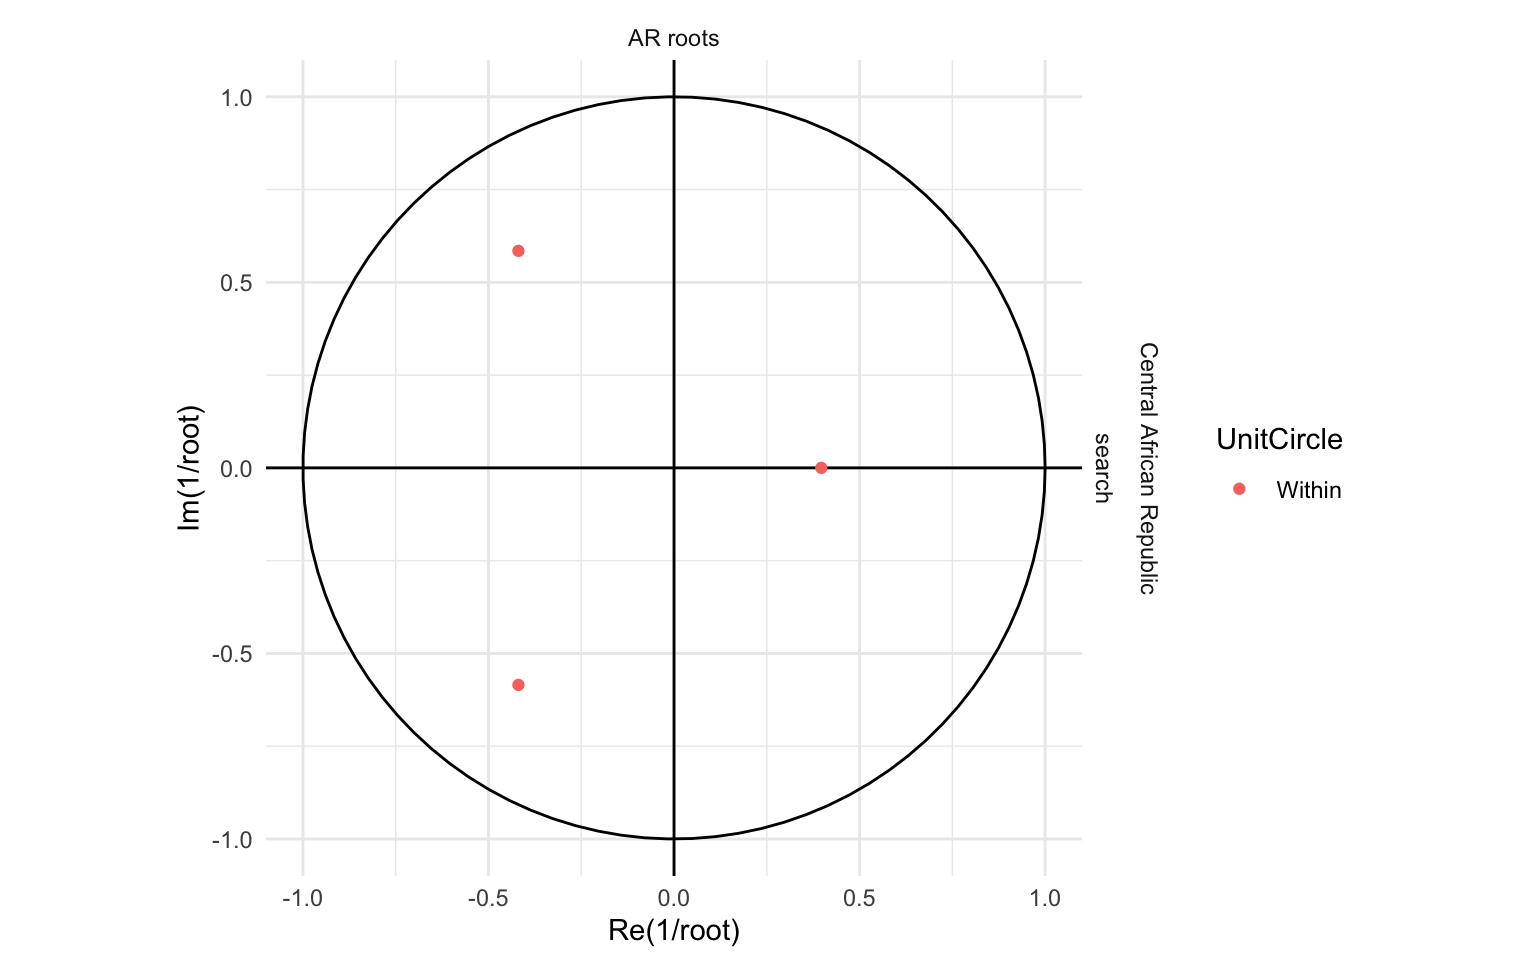 AR roots
1.0
0.5
0.0
-0.5
-1.0
Im(1/root)
-1.0
-0.5
0.0
0.5
1.0
Re(1/root)
search
Central African Republic
UnitCircle
Within